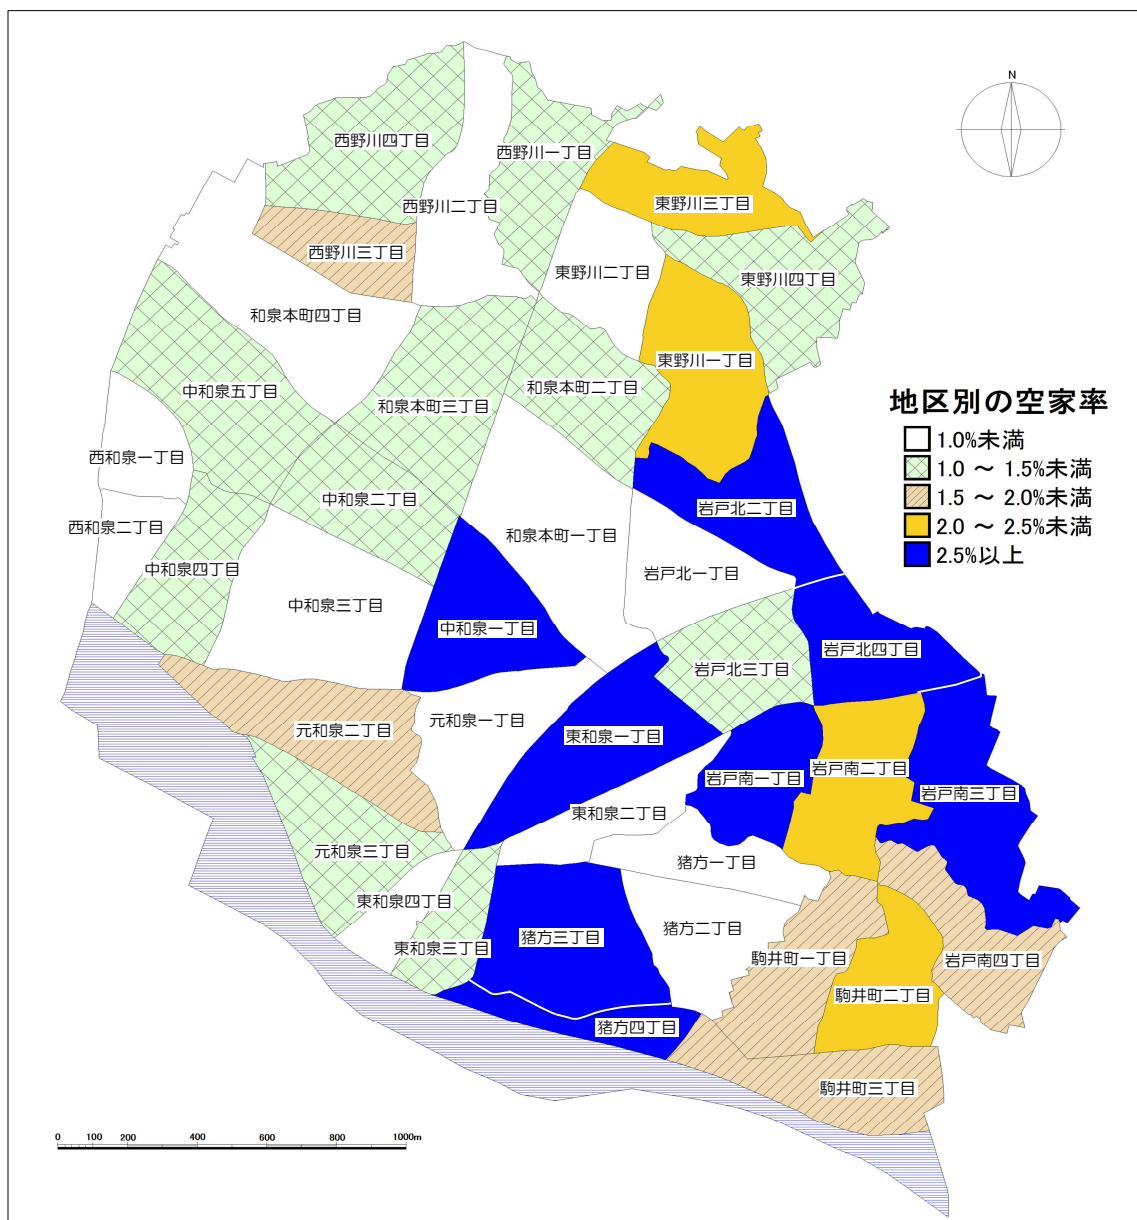 N
西野川四丁目
西野川一丁目
西野川二丁目
東野川三丁目
西野川三丁目
東野川二丁目
東野川四丁目
和泉本町四丁目
東野川一丁目
中和泉五丁目
和泉本町二丁目
和泉本町三丁目
地区別の空家率
1.0%未満
1.0 ～ 1.5%未満
1.5 ～ 2.0%未満
2.0 ～ 2.5%未満
2.5%以上
西和泉一丁目
中和泉二丁目
岩戸北二丁目
西和泉二丁目
和泉本町一丁目
中和泉四丁目
岩戸北一丁目
中和泉三丁目
中和泉一丁目
岩戸北四丁目
岩戸北三丁目
元和泉一丁目
元和泉二丁目
東和泉一丁目
岩戸南二丁目
岩戸南一丁目
岩戸南三丁目
東和泉二丁目
元和泉三丁目
猪方一丁目
東和泉四丁目
猪方二丁目
猪方三丁目
東和泉三丁目
駒井町一丁目
岩戸南四丁目
駒井町二丁目
猪方四丁目
駒井町三丁目
0 100 200 400 600 800 1000m